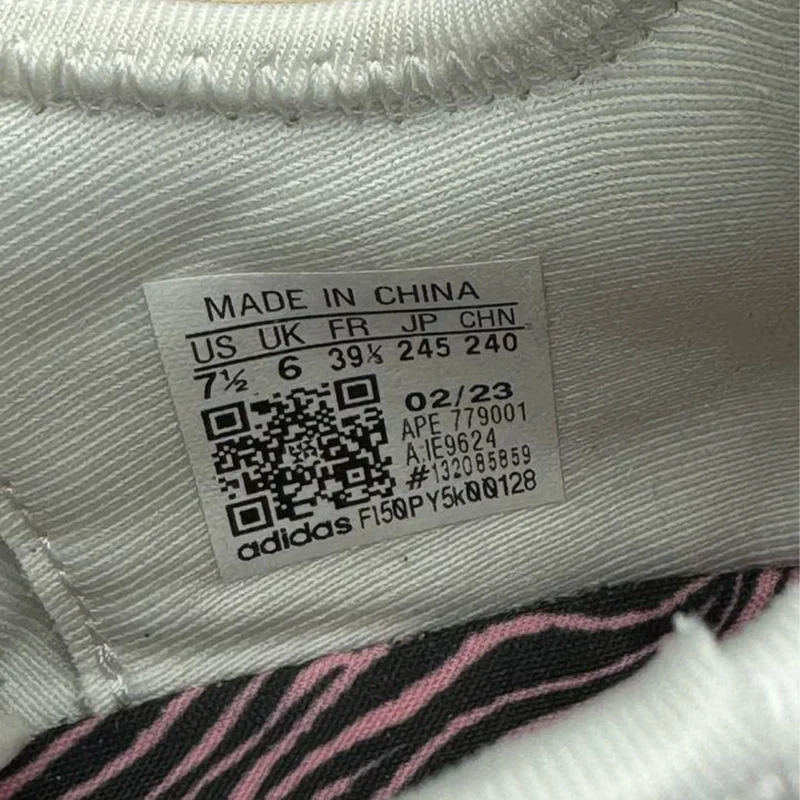 MADE IN CHINA
US UK FR JP CHN
7½ 6 39⅓ 245 240
02/23
APE 779001
A:IE9624
#132085859
adidas FI50PY5k00128